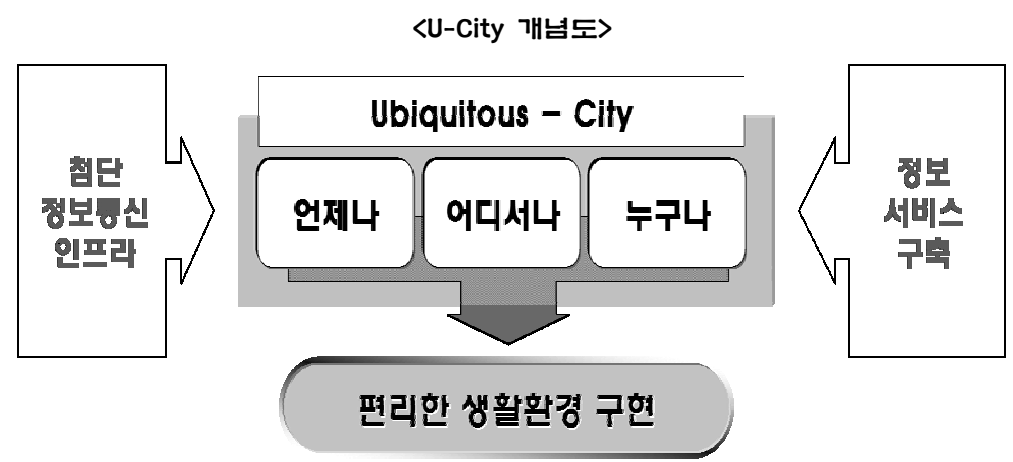 <U-City 개념도>
Ubiquitous - City
첨단
정보통신
인프라
언제나
어디서나
누구나
정보
서비스
구축
편리한 생활환경 구현